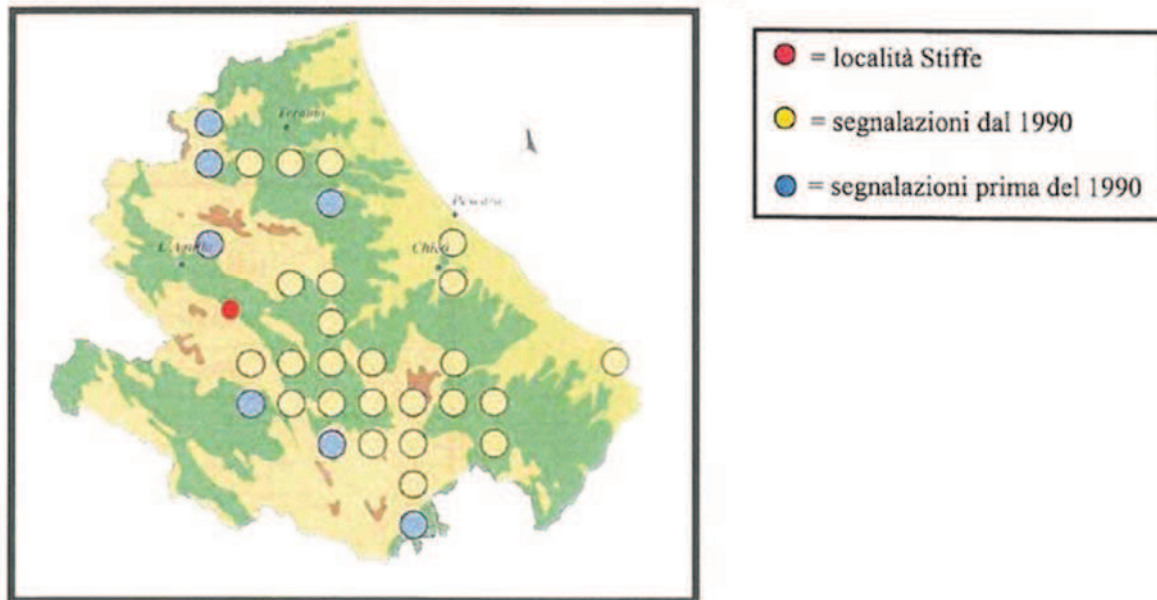 Teramo
Pescara
L'Aquila
Chieti
= località Stiffe
= segnalazioni dal 1990
= segnalazioni prima del 1990